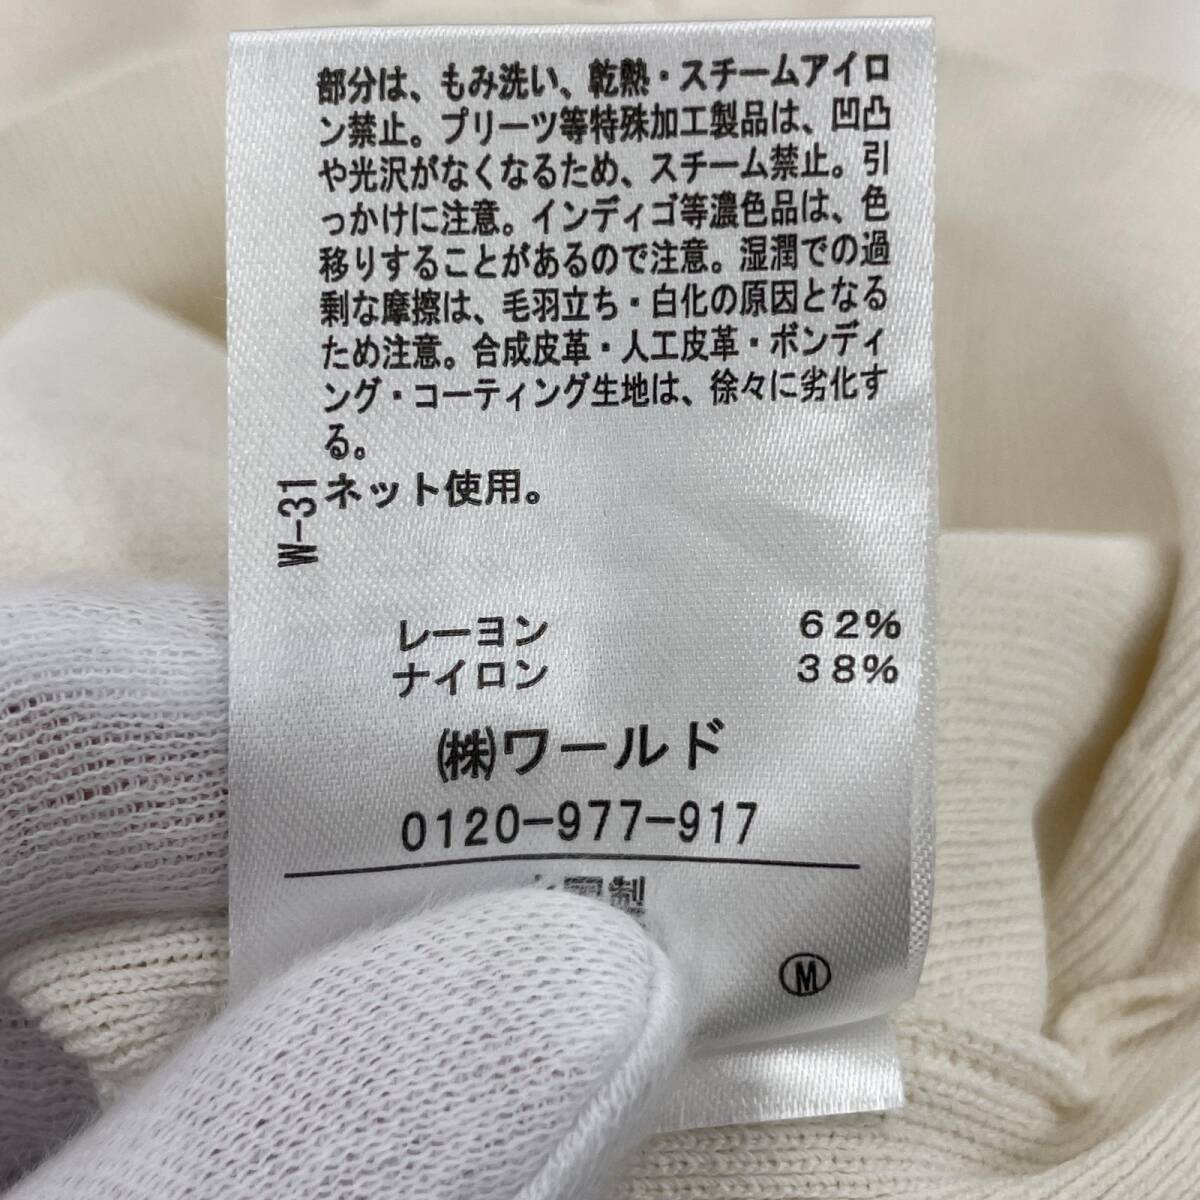 部分は、もみ洗い、乾熱・スチームアイロ
ン禁止。プリーツ等特殊加工製品は、凹凸
や光沢がなくなるため、スチーム禁止。引
っかけに注意。インディゴ等濃色品は、色
移りすることがあるので注意。湿潤での過
剰な摩擦は、毛羽立ち・白化の原因となる
ため注意。合成皮革・人工皮革・ボンディ
ング・コーティング生地は、徐々に劣化す
る。
ネット使用。
W-31
レーヨン 62%
ナイロン 38%
㈱ワールド
0120-977-917
国製
Ⓜ